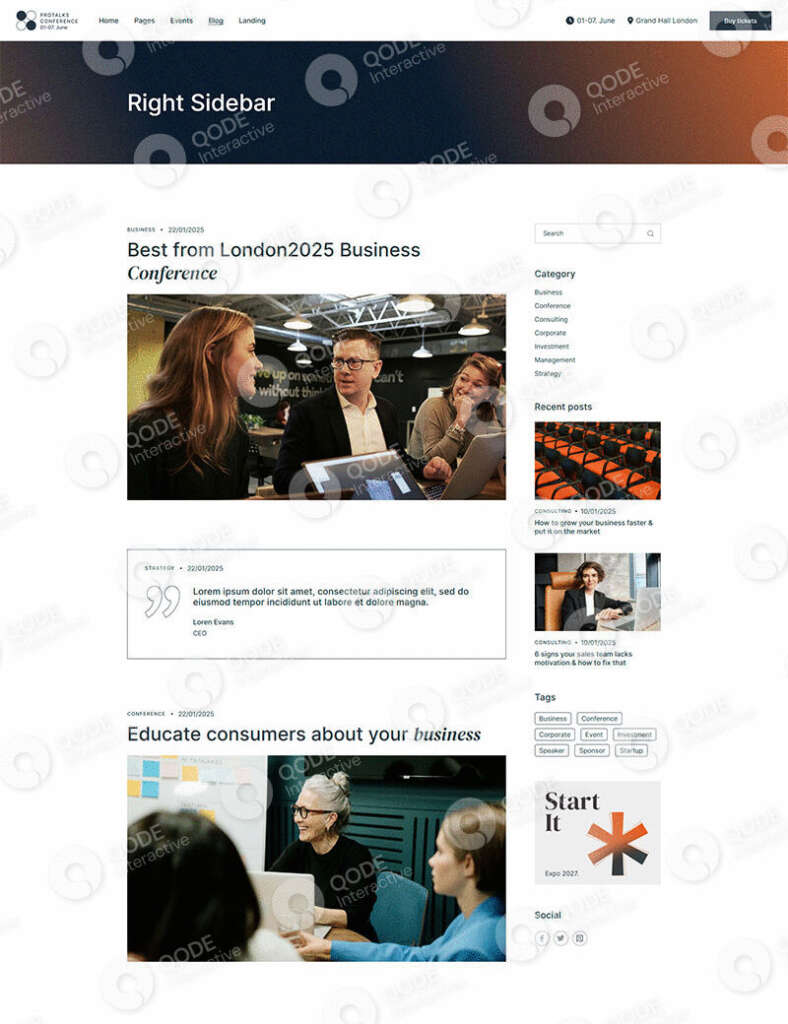 PROTALKS
CONFERENCE
01-07. June
Home
Pages
Events
Blog
Landing
01-07. June
Grand Hall London
Buy tickets
Right Sidebar
BUSINESS • 22/01/2025
Best from London2025 Business
Conference
STRATEGY • 22/01/2025
Lorem ipsum dolor sit amet, consectetur adipiscing elit, sed do
eiusmod tempor incididunt ut labore et dolore magna.
Loren Evans
CEO
CONFERENCE • 22/01/2025
Educate consumers about your business
Search
Category
Business
Conference
Consulting
Corporate
Investment
Management
Strategy
Recent posts
CONSULTING • 10/01/2025
How to grow your business faster &
put it on the market
CONSULTING • 10/01/2025
6 signs your sales team lacks
motivation & how to fix that
Tags
Business
Conference
Corporate
Event
Investment
Speaker
Sponsor
Startup
Start
It
Expo 2027.
Social
QODE
Interactive